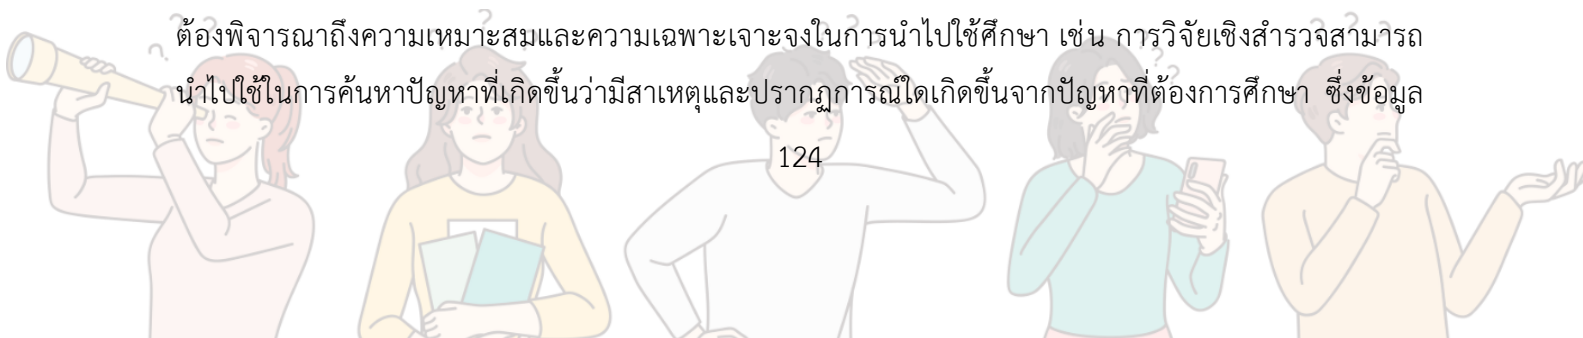 ต้องพิจารณาถึงความเหมาะสมและความเฉพาะเจาะจงในการนำไปใช้ศึกษา เช่น การวิจัยเชิงสำรวจสามารถ
นำไปใช้ในการค้นหาปัญหาที่เกิดขึ้นว่ามีสาเหตุและปรากฏการณ์ใดเกิดขึ้นจากปัญหาที่ต้องการศึกษา ซึ่งข้อมูล
124